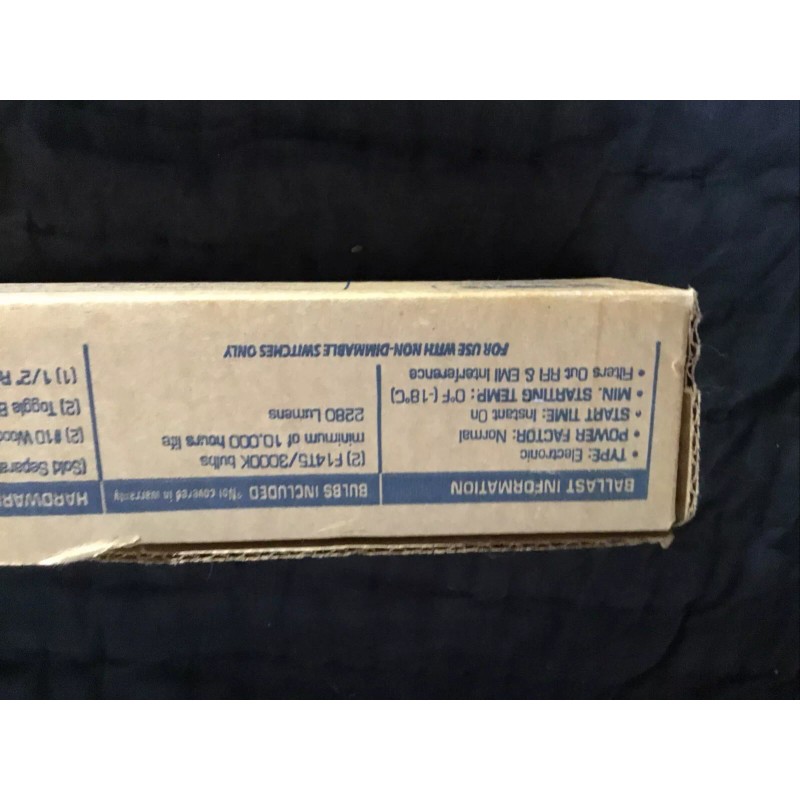 BALLAST INFORMATION
• TYPE: Electronic
• POWER FACTOR: Normal
• START TIME: Instant On
• MIN. STARTING TEMP: 0°F (-18°C)
• Filters Out RFI & EMI Interference
FOR USE WITH NON-DIMMABLE SWITCHES ONLY
BULBS INCLUDED *Not covered in warranty
(2) F14T5/3000K bulbs
minimum of 10,000 hours life
2280 Lumens
HARDWAR
(Sold Separa
(2) #10 Woo
(2) Toggle B
(1) 1/2" R